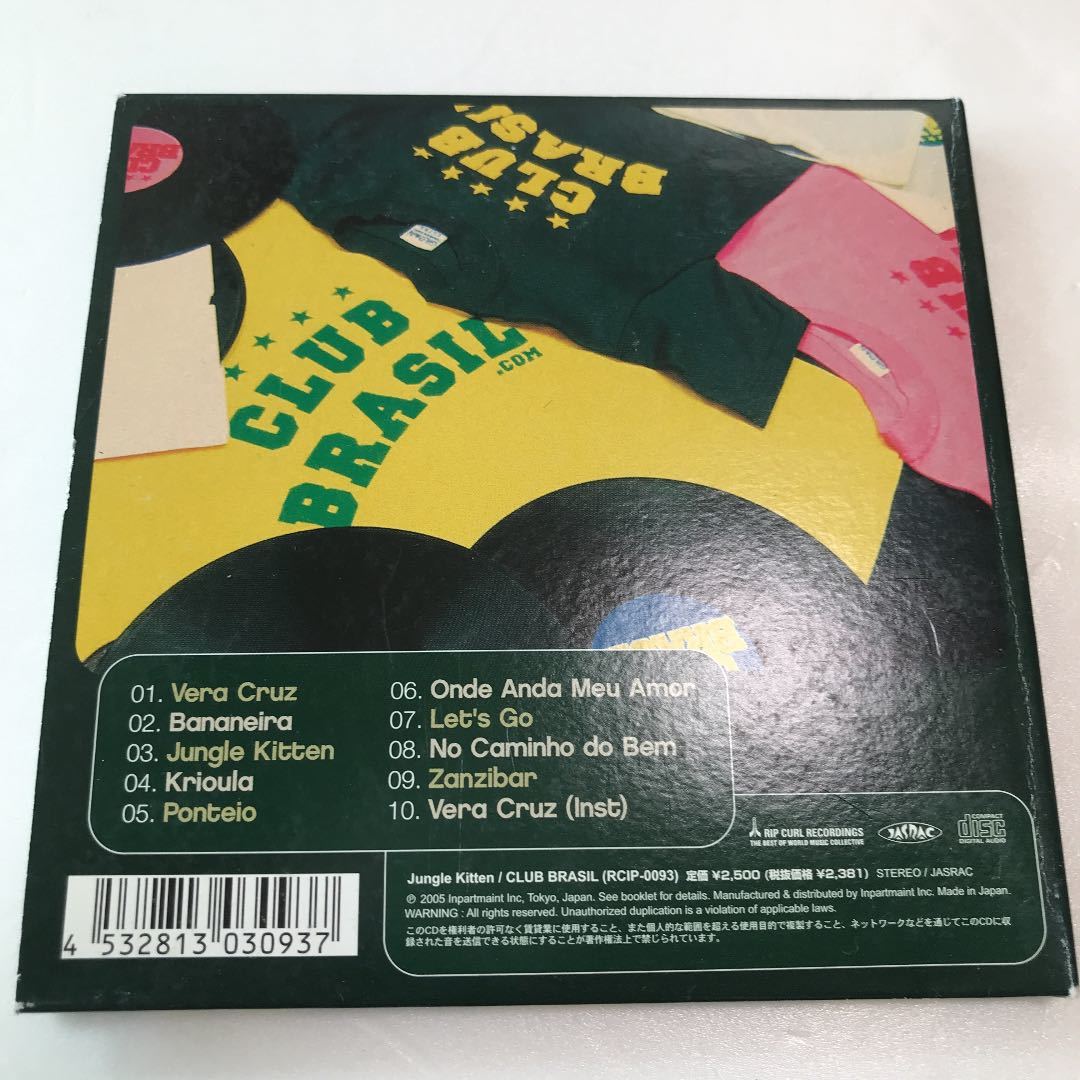 CLUB
BRASIL
CLUB
BRASIL
.COM
01. Vera Cruz
02. Bananeira
03. Jungle Kitten
04. Krioula
05. Ponteio
06. Onde Anda Meu Amor
07. Let's Go
08. No Caminho do Bem
09. Zanzibar
10. Vera Cruz (Inst)
RIP CURL RECORDINGS
THE BEST OF WORLD MUSIC COLLECTIVE
JASRAC
COMPACT
disc
DIGITAL AUDIO
Jungle Kitten / CLUB BRASIL (RCIP-0093) 定価 ¥2,500 (税抜価格 ¥2,381) STEREO / JASRAC
℗ 2005 Inpartmaint Inc, Tokyo, Japan. See booklet for details. Manufactured & distributed by Inpartmaint Inc. Made in Japan.
WARNING : All rights reserved. Unauthorized duplication is a violation of applicable laws.
このCDを権利者の許可なく賃貸業に使用すること、また個人的な範囲を超える使用目的で複製すること、ネットワークなどを通じてこのCDに収
録された音を送信できる状態にすることが著作権法上で禁じられています。
4 532813 030937